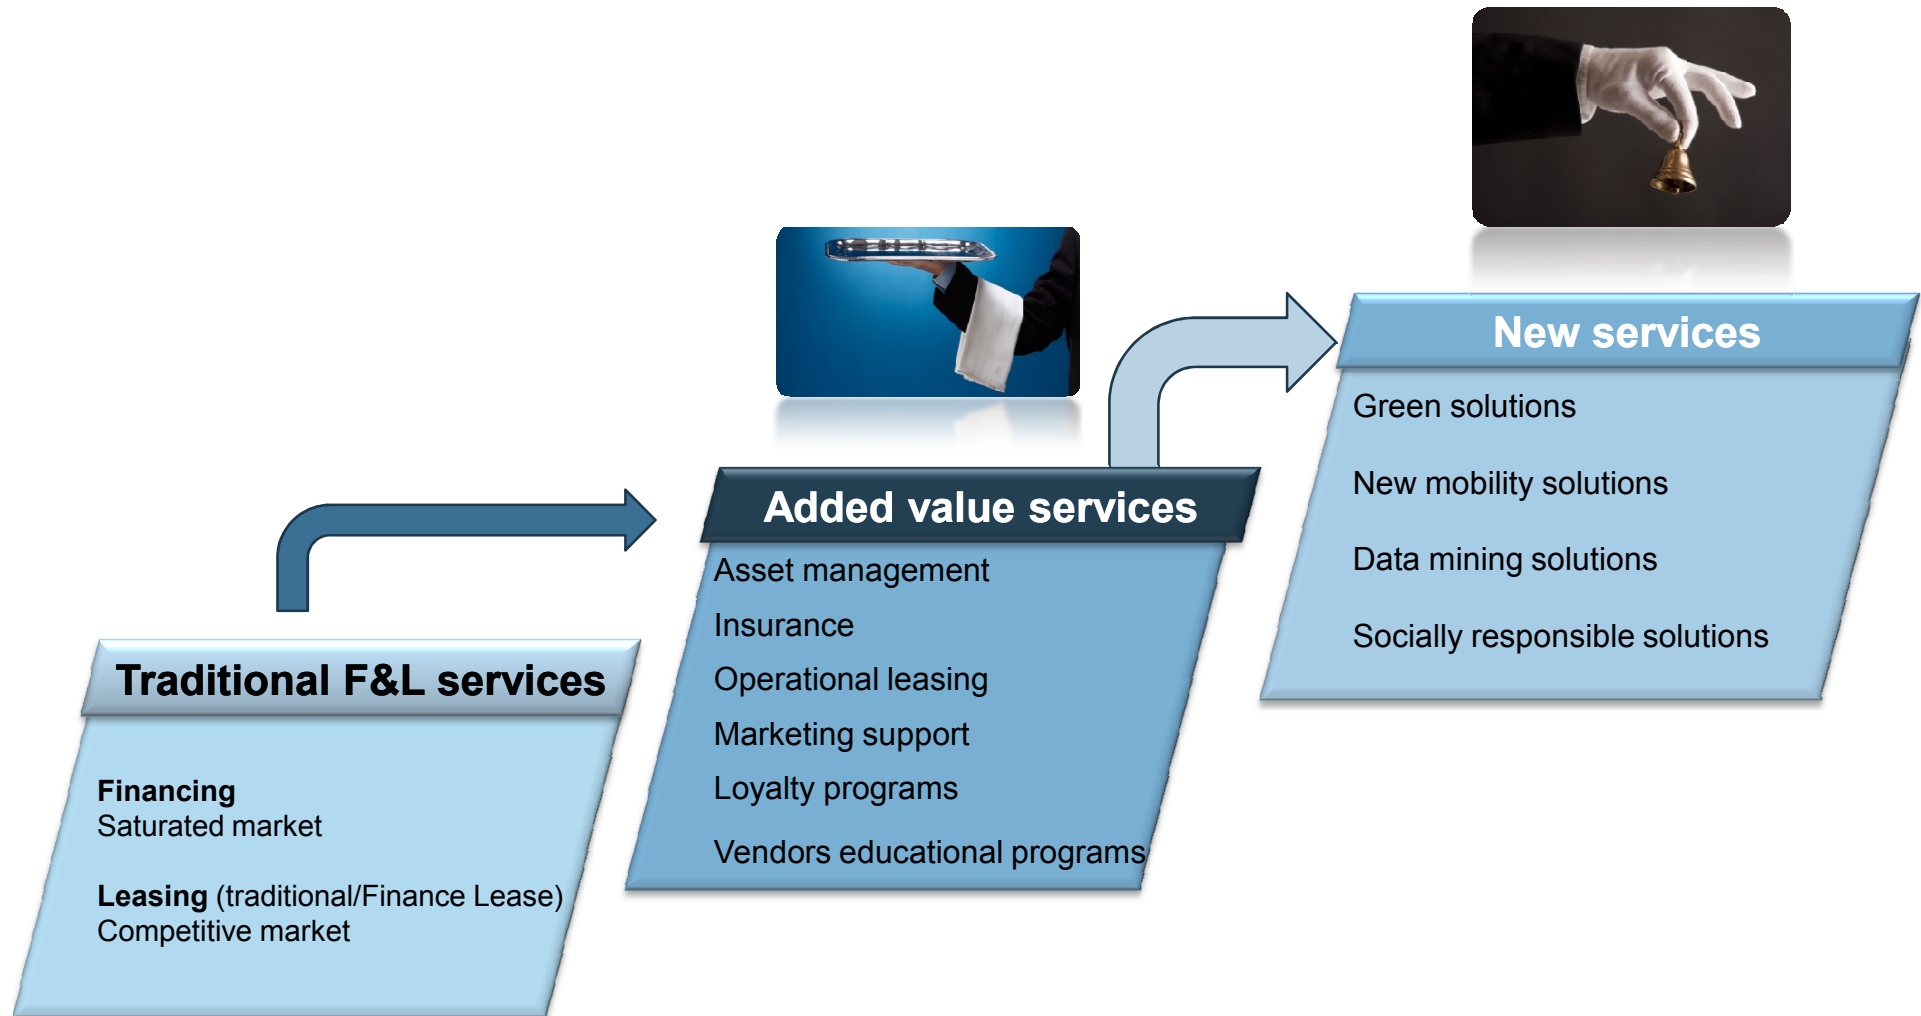 Traditional F&L services
Financing
Saturated market
Leasing (traditional/Finance Lease)
Competitive market
Added value services
Asset management
Insurance
Operational leasing
Marketing support
Loyalty programs
Vendors educational programs
New services
Green solutions
New mobility solutions
Data mining solutions
Socially responsible solutions